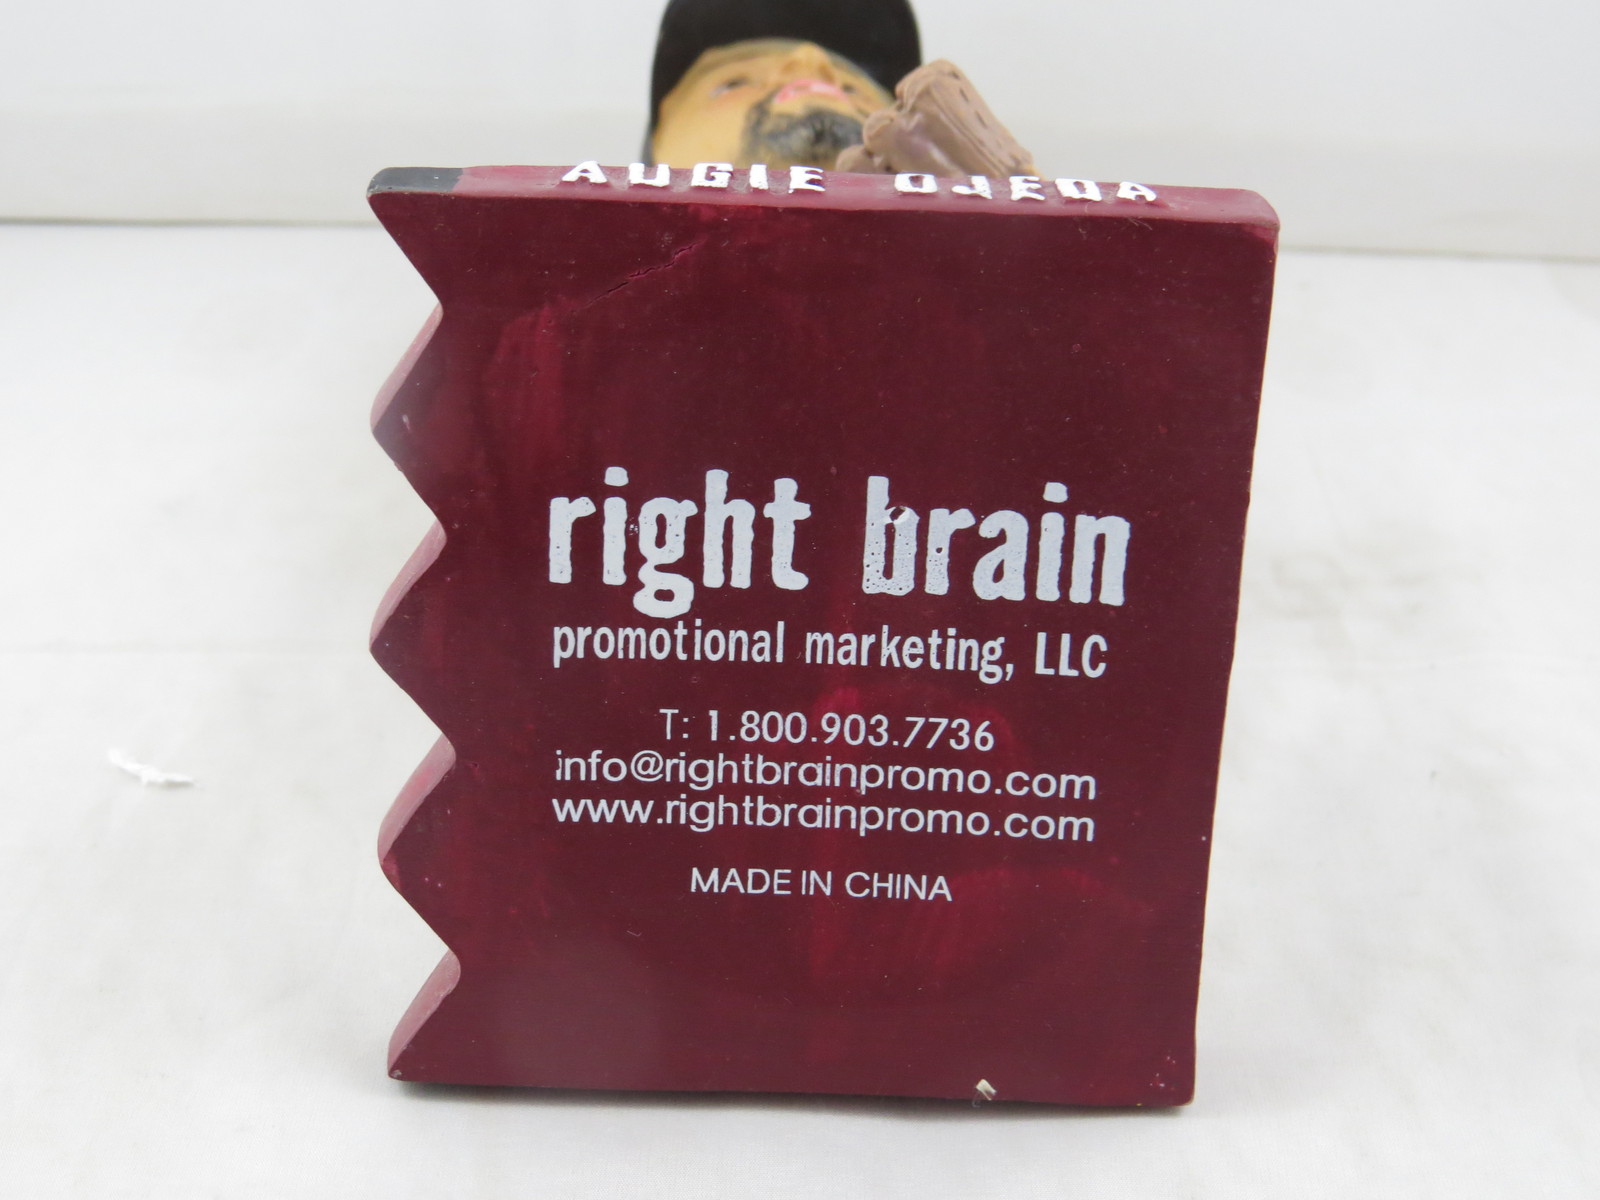 AUGIE OJEDA
right brain
promotional marketing, LLC
T: 1.800.903.7736
info@rightbrainpromo.com
www.rightbrainpromo.com
MADE IN CHINA